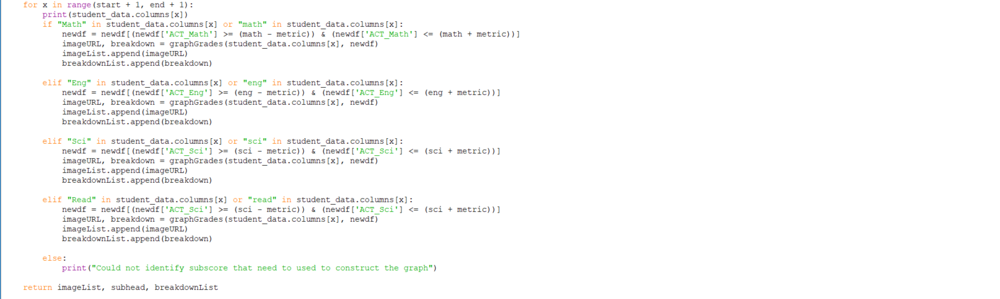 for x in range(start + 1, end + 1):
    print(student_data.columns[x])
    if "Math" in student_data.columns[x] or "math" in student_data.columns[x]:
        newdf = newdf[(newdf['ACT_Math'] >= (math - metric)) & (newdf['ACT_Math'] <= (math + metric))]
        imageURL, breakdown = graphGrades(student_data.columns[x], newdf)
        imageList.append(imageURL)
        breakdownList.append(breakdown)

    elif "Eng" in student_data.columns[x] or "eng" in student_data.columns[x]:
        newdf = newdf[(newdf['ACT_Eng'] >= (eng - metric)) & (newdf['ACT_Eng'] <= (eng + metric))]
        imageURL, breakdown = graphGrades(student_data.columns[x], newdf)
        imageList.append(imageURL)
        breakdownList.append(breakdown)

    elif "Sci" in student_data.columns[x] or "sci" in student_data.columns[x]:
        newdf = newdf[(newdf['ACT_Sci'] >= (sci - metric)) & (newdf['ACT_Sci'] <= (sci + metric))]
        imageURL, breakdown = graphGrades(student_data.columns[x], newdf)
        imageList.append(imageURL)
        breakdownList.append(breakdown)

    elif "Read" in student_data.columns[x] or "read" in student_data.columns[x]:
        newdf = newdf[(newdf['ACT_Sci'] >= (sci - metric)) & (newdf['ACT_Sci'] <= (sci + metric))]
        imageURL, breakdown = graphGrades(student_data.columns[x], newdf)
        imageList.append(imageURL)
        breakdownList.append(breakdown)

    else:
        print("Could not identify subscore that need to used to construct the graph")

return imageList, subhead, breakdownList